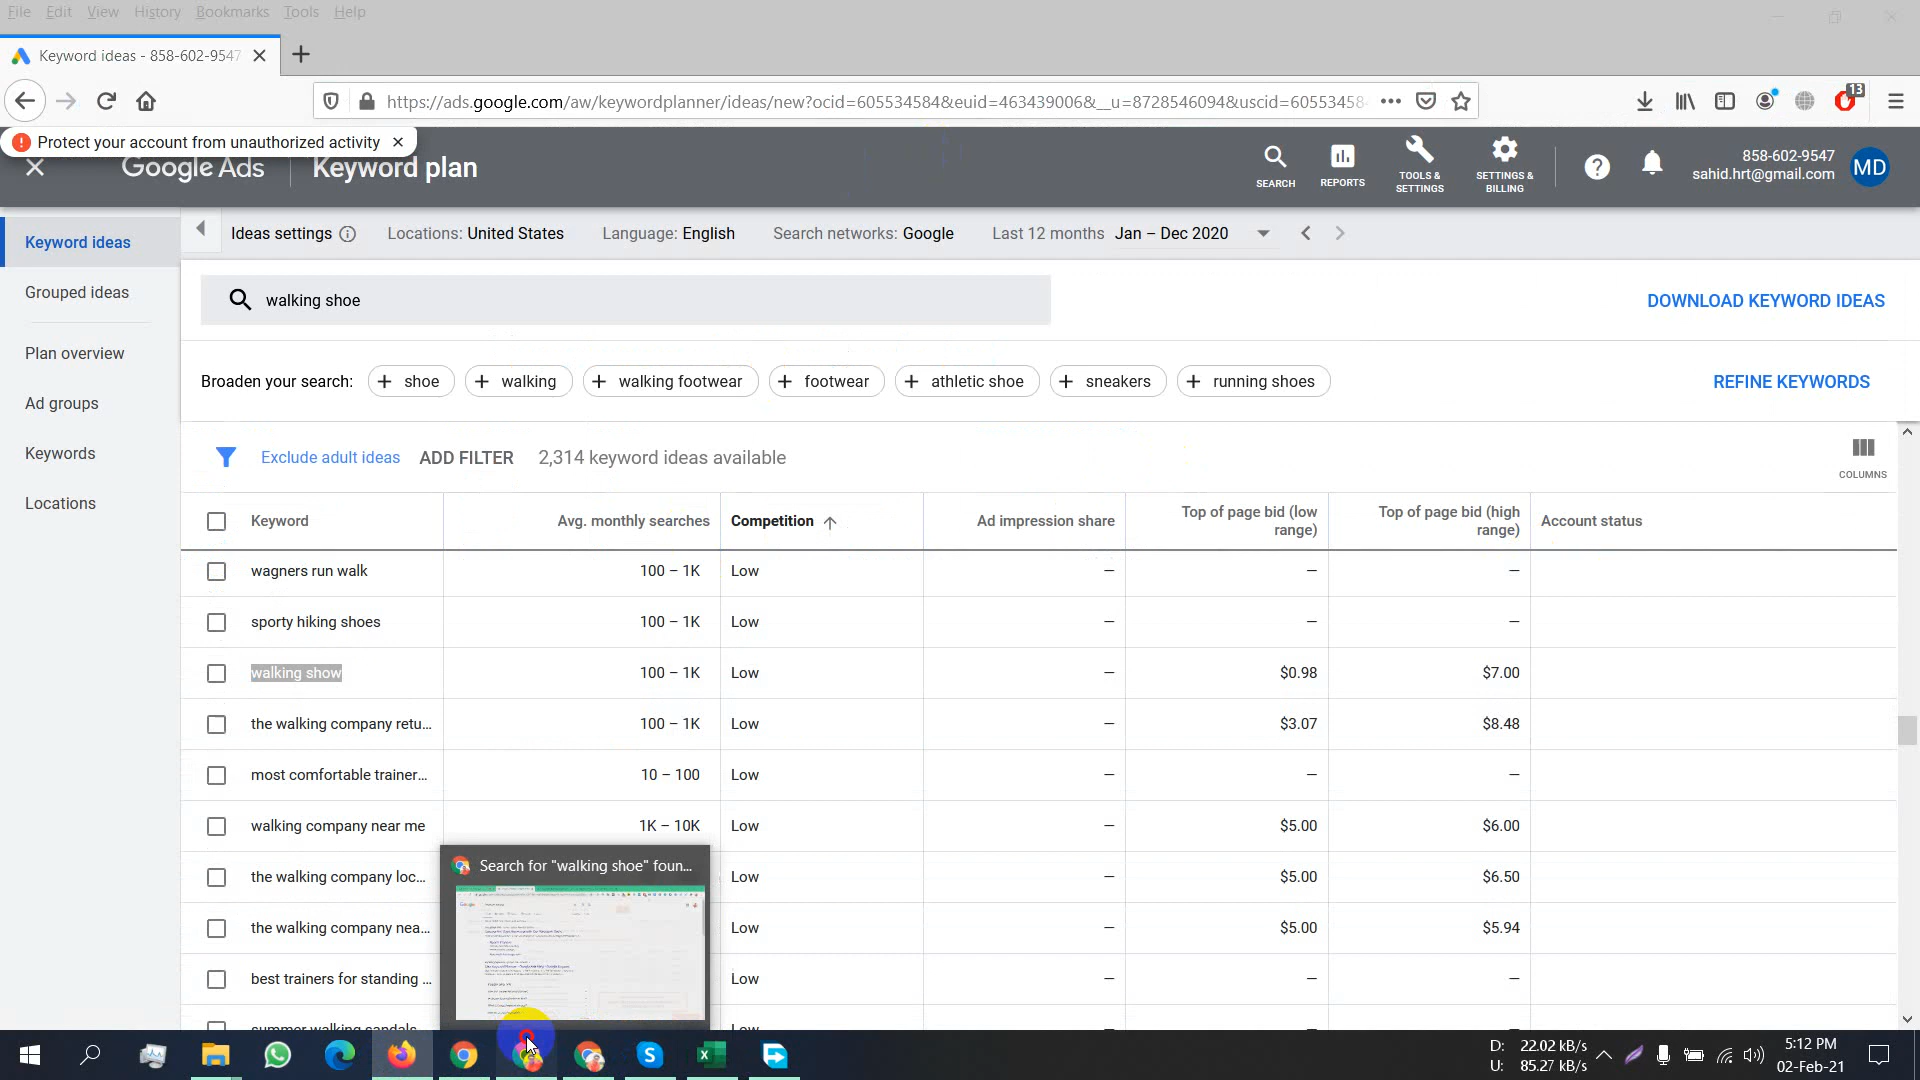 File Edit View History Bookmarks Tools Help
Keyword ideas - 858-602-9547
https://ads.google.com/aw/keywordplanner/ideas/new?ocid=605534584&euid=463439006&__u=8728546094&uscid=60553458
13
Protect your account from unauthorized activity
Google Ads Keyword plan
SEARCH
REPORTS
TOOLS & SETTINGS
SETTINGS & BILLING
858-602-9547
sahid.hrt@gmail.com
MD
Keyword ideas
Grouped ideas
Plan overview
Ad groups
Keywords
Locations
Ideas settings Locations: United States Language: English Search networks: Google Last 12 months Jan – Dec 2020
walking shoe
DOWNLOAD KEYWORD IDEAS
Broaden your search: + shoe + walking + walking footwear + footwear + athletic shoe + sneakers + running shoes
REFINE KEYWORDS
Exclude adult ideas ADD FILTER 2,314 keyword ideas available
COLUMNS
Keyword Avg. monthly searches Competition Ad impression share Top of page bid (low range) Top of page bid (high range) Account status
wagners run walk 100 – 1K Low – – –
sporty hiking shoes 100 – 1K Low – – –
walking show 100 – 1K Low – $0.98 $7.00
the walking company retu... 100 – 1K Low – $3.07 $8.48
most comfortable trainer... 10 – 100 Low – – –
walking company near me 1K – 10K Low – $5.00 $6.00
the walking company loc... Low – $5.00 $6.50
the walking company nea... Low – $5.00 $5.94
best trainers for standing ... Low – – –
summer walking sandals Low – – –
Search for "walking shoe" foun...
D: 22.02 kB/s
U: 85.27 kB/s
5:12 PM
02-Feb-21